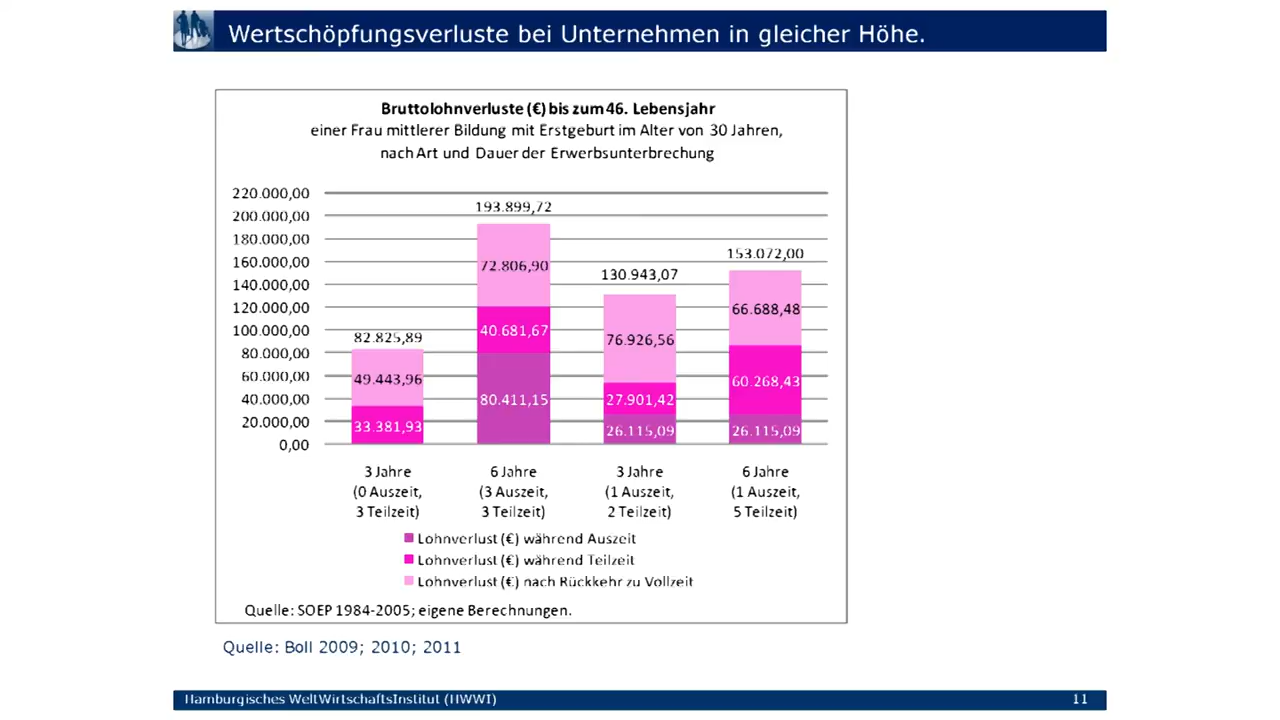 Wertschöpfungsverluste bei Unternehmen in gleicher Höhe.
Bruttolohnverluste (€) bis zum 46. Lebensjahr
einer Frau mittlerer Bildung mit Erstgeburt im Alter von 30 Jahren,
nach Art und Dauer der Erwerbsunterbrechung
220.000,00
200.000,00
180.000,00
160.000,00
140.000,00
120.000,00
100.000,00
80.000,00
60.000,00
40.000,00
20.000,00
0,00
82.825,89
49.443,96
33.381,93
193.899,72
72.806,90
40.681,67
80.411,15
130.943,07
76.926,56
27.901,42
26.115,09
153.072,00
66.688,48
60.268,43
26.115,09
3 Jahre
(0 Auszeit,
3 Teilzeit)
6 Jahre
(3 Auszeit,
3 Teilzeit)
3 Jahre
(1 Auszeit,
2 Teilzeit)
6 Jahre
(1 Auszeit,
5 Teilzeit)
Lohnverlust (€) während Auszeit
Lohnverlust (€) während Teilzeit
Lohnverlust (€) nach Rückkehr zu Vollzeit
Quelle: SOEP 1984-2005; eigene Berechnungen.
Quelle: Boll 2009; 2010; 2011
Hamburgisches WeltWirtschaftsInstitut (HWWI)
11